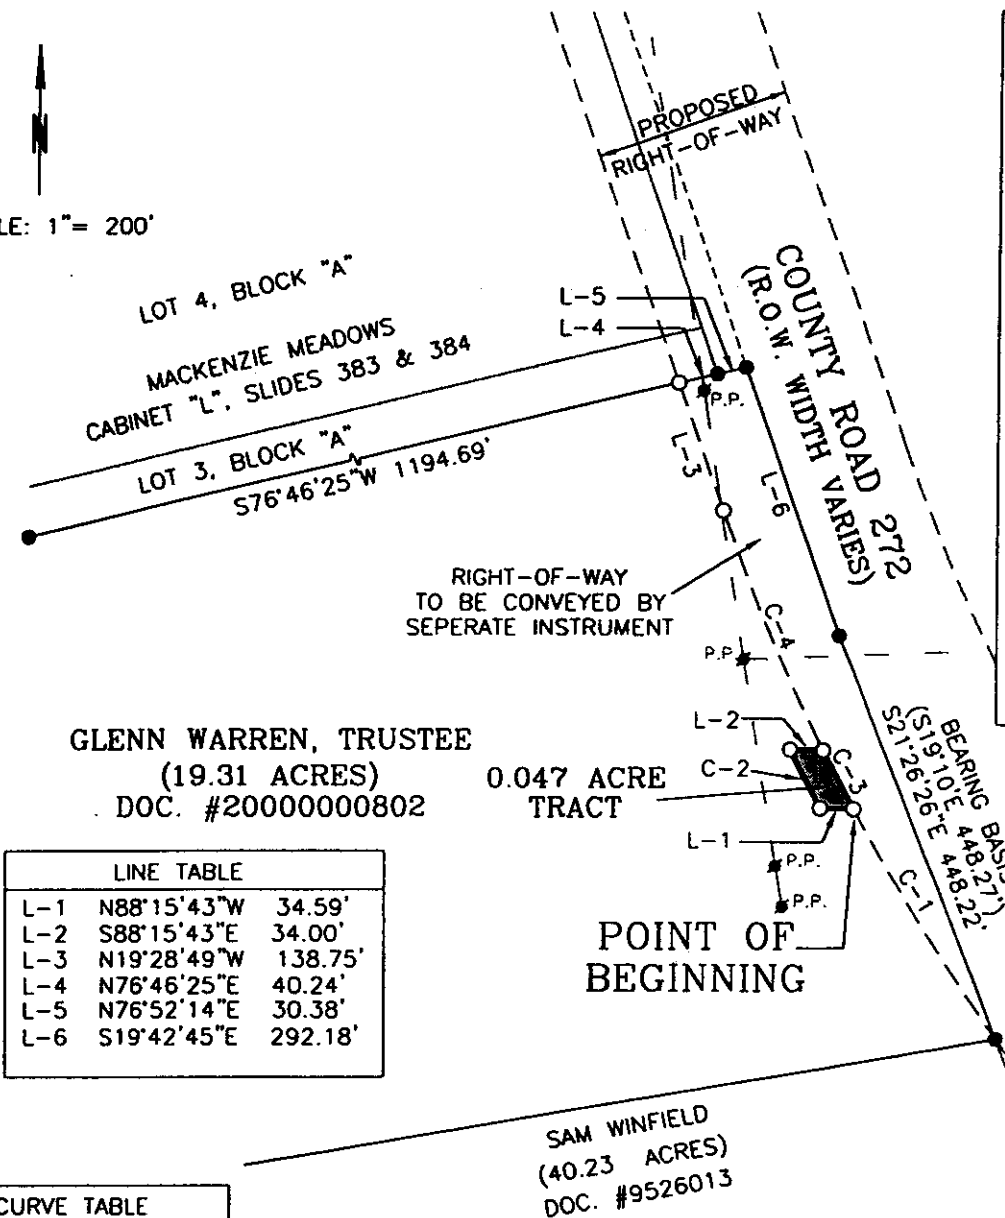 N
LE: 1"= 200'
PROPOSED
RIGHT-OF-WAY
COUNTY ROAD 272
(R.O.W. WIDTH VARIES)
LOT 4, BLOCK "A"
MACKENZIE MEADOWS
CABINET "L", SLIDES 383 & 384
LOT 3, BLOCK "A"
S76°46'25"W 1194.69'
L-5
L-4
P.P.
L-3
L-6
RIGHT-OF-WAY
TO BE CONVEYED BY
SEPERATE INSTRUMENT
C-4
P.P.
GLENN WARREN, TRUSTEE
(19.31 ACRES)
DOC. #20000000802
0.047 ACRE
TRACT
L-2
C-2
C-3
L-1
P.P.
P.P.
BEARING BASIS
(S19°10'E 448.27')
S21°26'26"E 448.22'
C-1
POINT OF
BEGINNING
LINE TABLE
L-1 N88°15'43"W 34.59'
L-2 S88°15'43"E 34.00'
L-3 N19°28'49"W 138.75'
L-4 N76°46'25"E 40.24'
L-5 N76°52'14"E 30.38'
L-6 S19°42'45"E 292.18'
SAM WINFIELD
(40.23 ACRES)
DOC. #9526013
CURVE TABLE